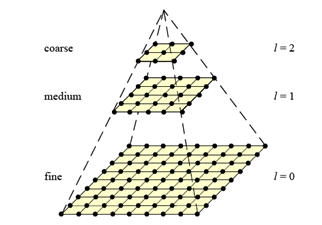 coarse l = 2
medium l = 1
fine l = 0